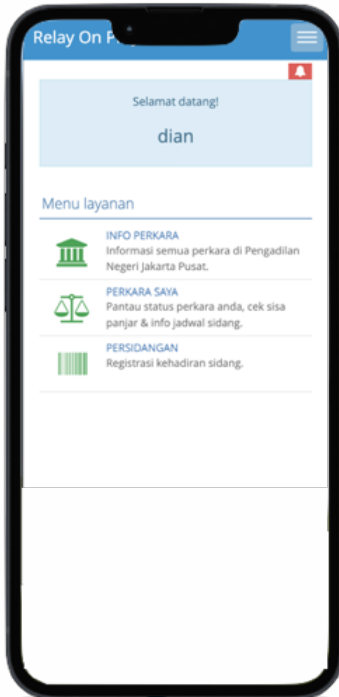 Relay On
Selamat datang!
dian
Menu layanan
INFO PERKARA
Informasi semua perkara di Pengadilan
Negeri Jakarta Pusat.
PERKARA SAYA
Pantau status perkara anda, cek sisa
panjar & info jadwal sidang.
PERSIDANGAN
Registrasi kehadiran sidang.